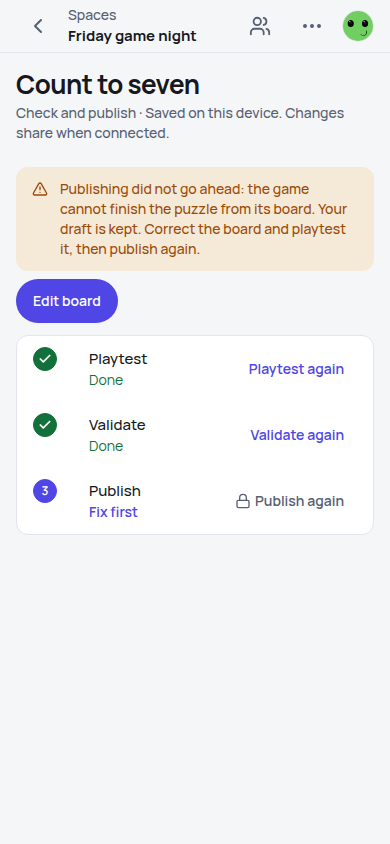 Spaces
Friday game night
Count to seven
Check and publish · Saved on this device. Changes
share when connected.
Publishing did not go ahead: the game
cannot finish the puzzle from its board. Your
draft is kept. Correct the board and playtest
it, then publish again.
Edit board
Playtest
Done
Playtest again
Validate
Done
Validate again
3
Publish
Fix first
Publish again